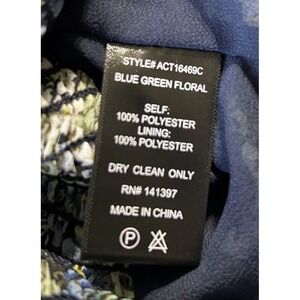 STYLE# ACT16469C
BLUE GREEN FLORAL
SELF:
100% POLYESTER
LINING:
100% POLYESTER
DRY CLEAN ONLY
RN# 141397
MADE IN CHINA
P